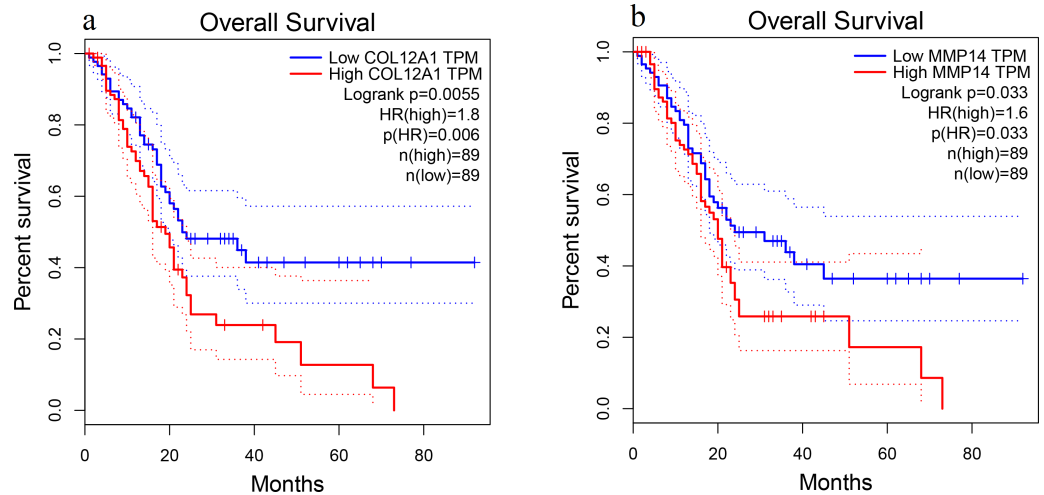 a
Overall Survival
Low COL12A1 TPM
High COL12A1 TPM
Logrank p=0.0055
HR(high)=1.8
p(HR)=0.006
n(high)=89
n(low)=89
Percent survival
1.0
0.8
0.6
0.4
0.2
0.0
0 20 40 60 80
Months
b
Overall Survival
Low MMP14 TPM
High MMP14 TPM
Logrank p=0.033
HR(high)=1.6
p(HR)=0.033
n(high)=89
n(low)=89
Percent survival
1.0
0.8
0.6
0.4
0.2
0.0
0 20 40 60 80
Months